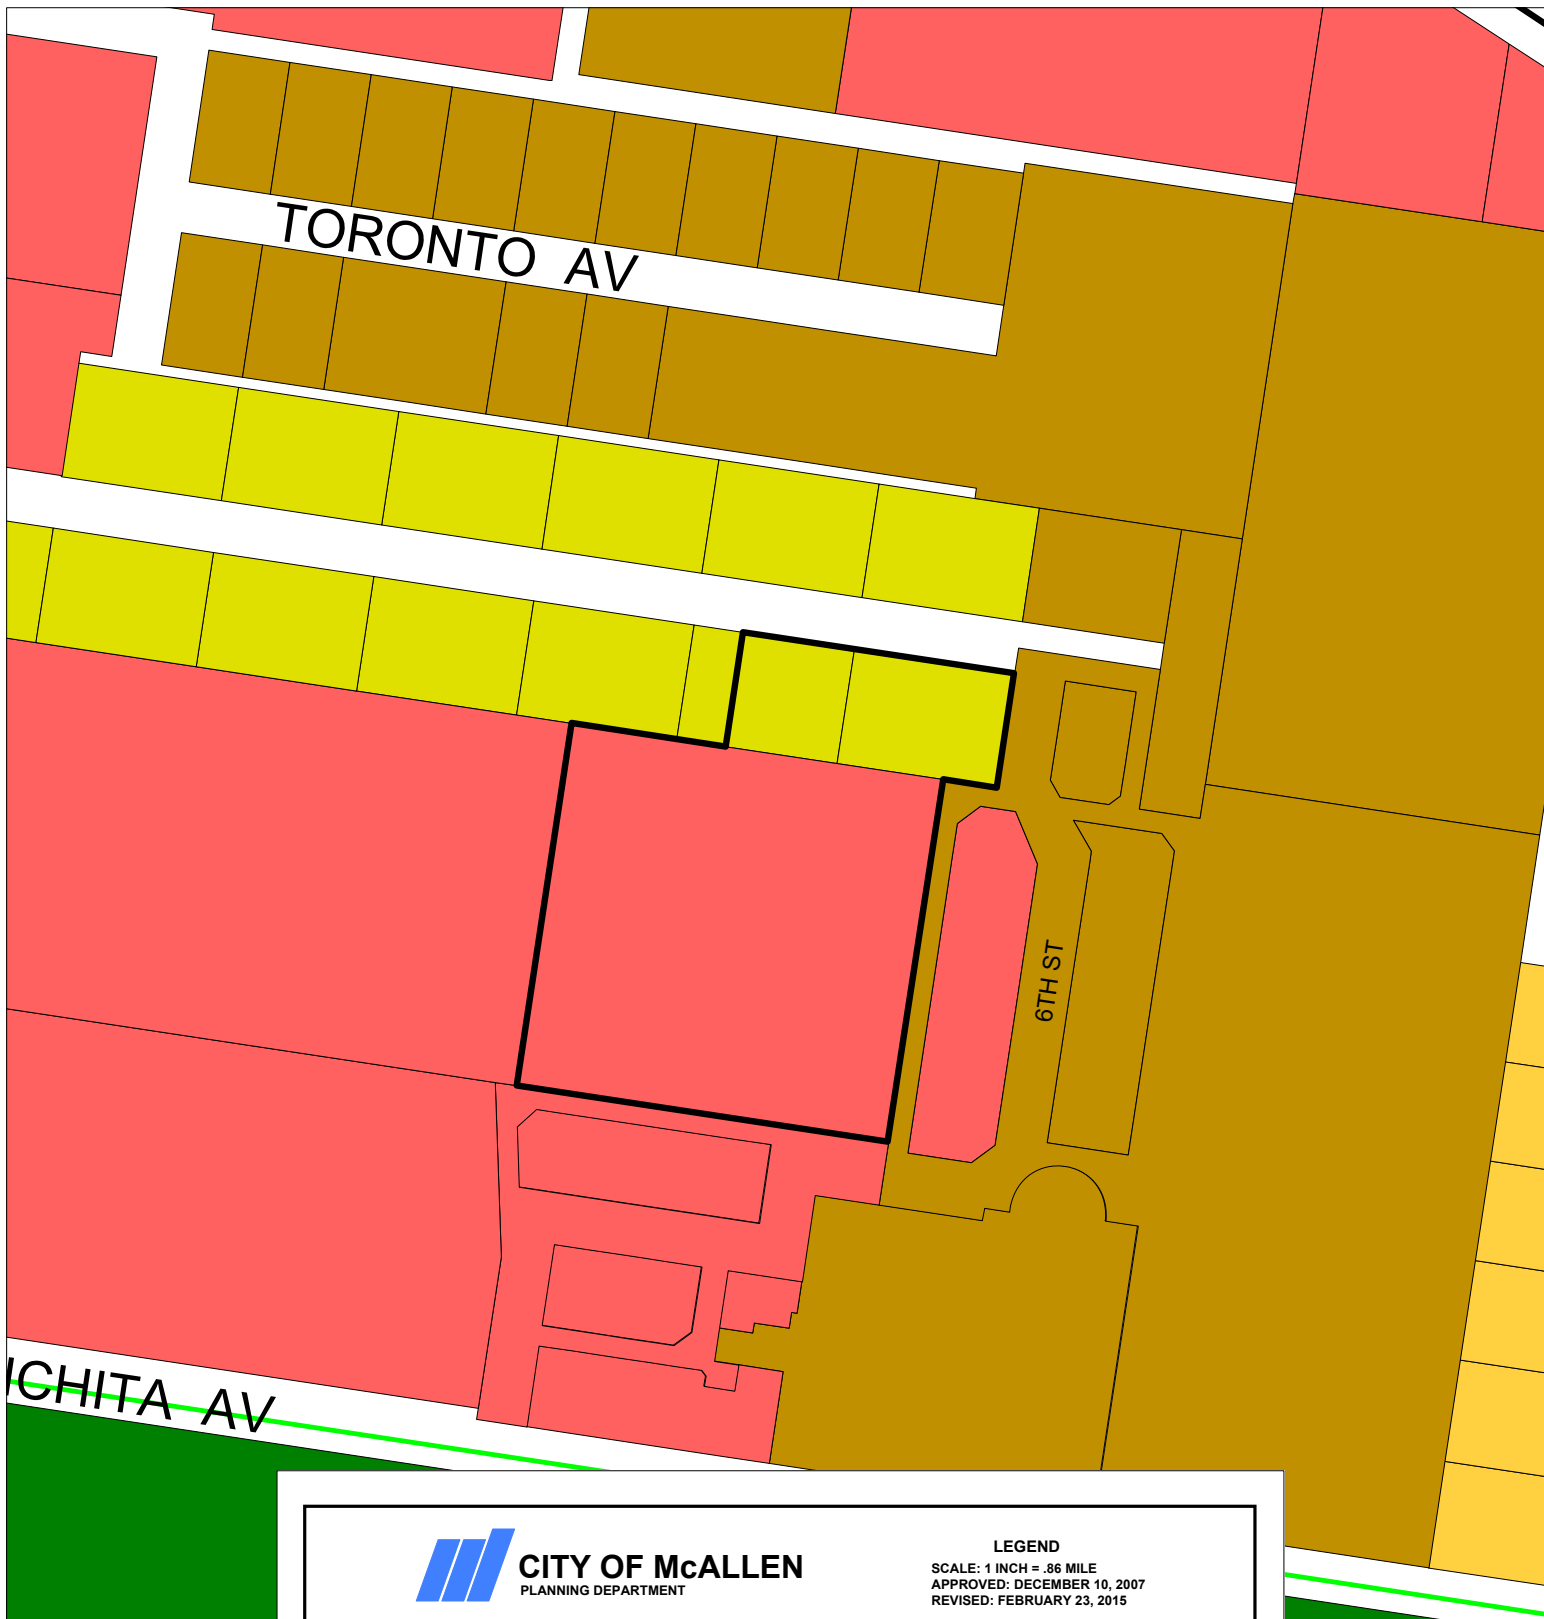 TORONTO AV
6TH ST
ICHITA AV
CITY OF McALLEN
PLANNING DEPARTMENT
LEGEND
SCALE: 1 INCH = .86 MILE
APPROVED: DECEMBER 10, 2007
REVISED: FEBRUARY 23, 2015